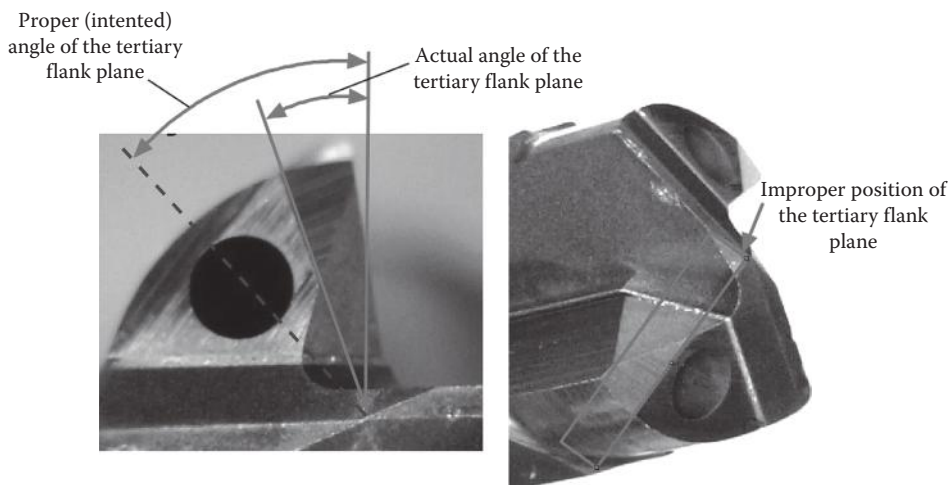 Proper (intented)
angle of the tertiary
flank plane
Actual angle of the
tertiary flank plane
Improper position of
the tertiary flank
plane